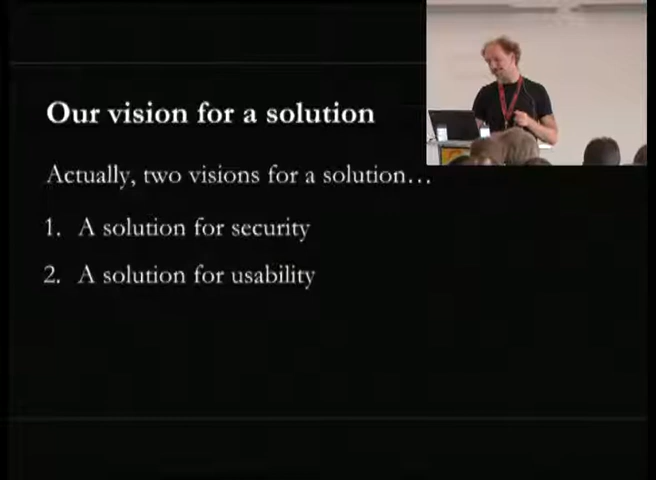 Our vision for a solution
Actually, two visions for a solution…
1. A solution for security
2. A solution for usability